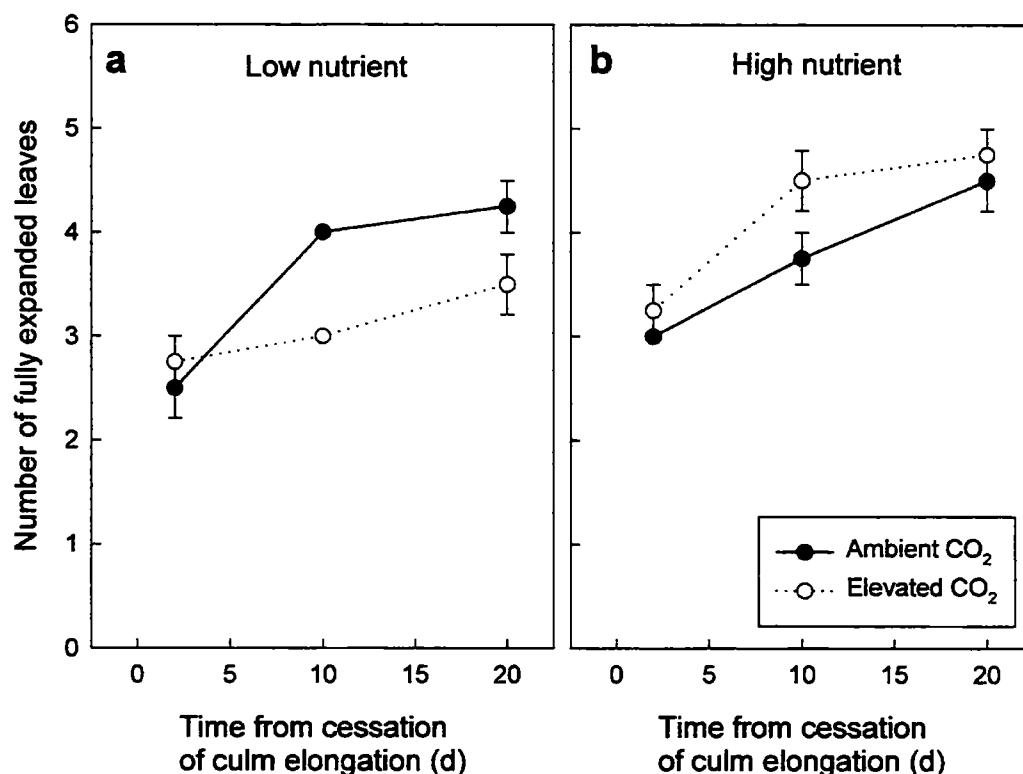 a
Low nutrient
b
High nutrient
Number of fully expanded leaves
6
5
4
3
2
1
0
Ambient CO₂
Elevated CO₂
0 5 10 15 20
0 5 10 15 20
Time from cessation
of culm elongation (d)
Time from cessation
of culm elongation (d)